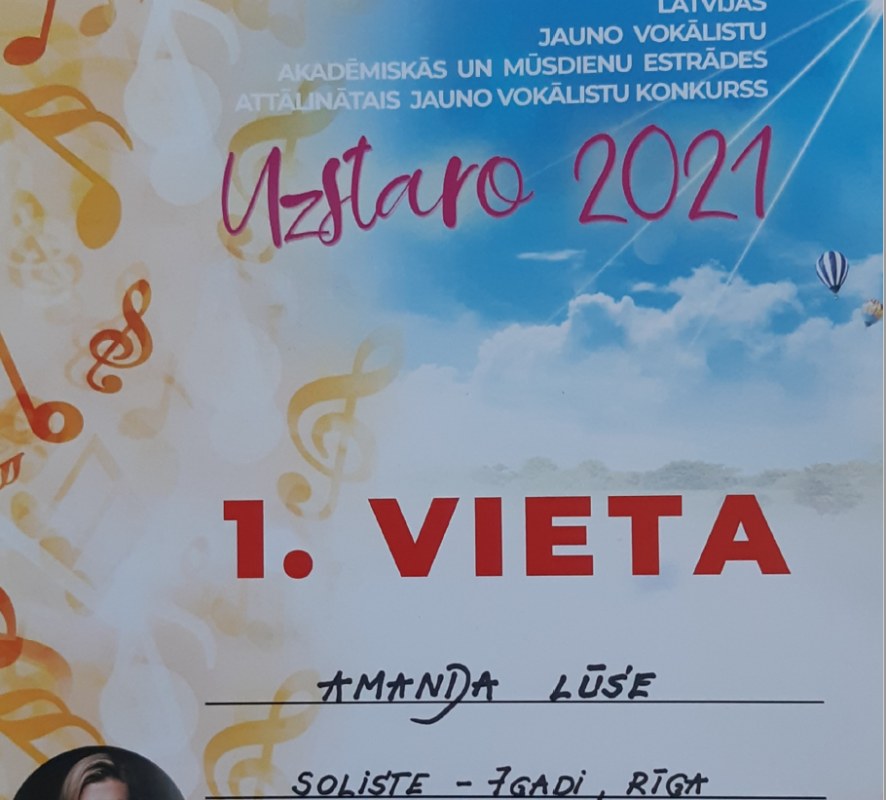 LATVIJAS
JAUNO VOKĀLISTU
AKADĒMISKĀS UN MŪSDIENU ESTRĀDES
ATTĀLINĀTAIS JAUNO VOKĀLISTU KONKURSS
Uzstaro 2021
1. VIETA
AMANDA LŪSE
SOLISTE - 7GADI, RĪGA